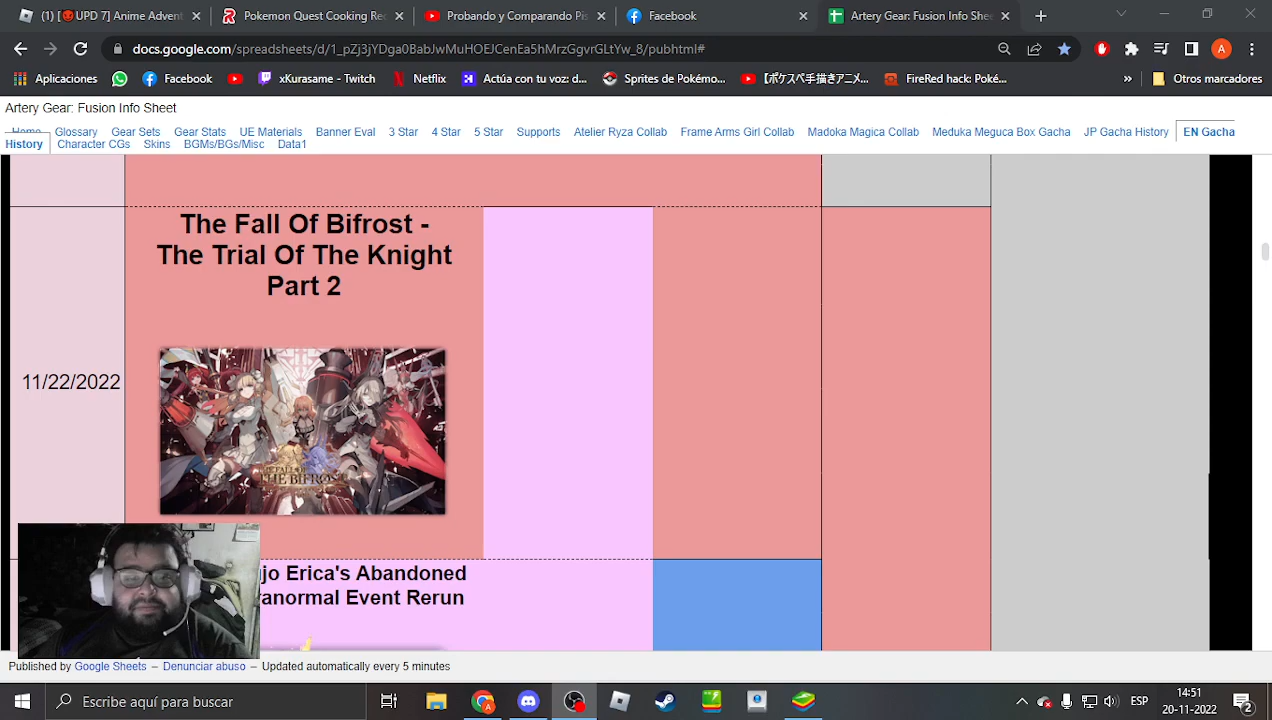 (1) [UPD 7] Anime Advent
Pokemon Quest Cooking Re
Probando y Comparando Pis
Facebook
Artery Gear: Fusion Info She
docs.google.com/spreadsheets/d/1_pZj3jYDga0BabJwMuHOEJCenEa5hMrzGgvrGLtYw_8/pubhtml#
A
Aplicaciones
Facebook
xKurasame - Twitch
Netflix
Actúa con tu voz: d...
Sprites de Pokémo...
【ポケスペ手描きアニメ...
FireRed hack: Poké...
»
Otros marcadores
Artery Gear: Fusion Info Sheet
Home Glossary Gear Sets Gear Stats UE Materials Banner Eval 3 Star 4 Star 5 Star Supports Atelier Ryza Collab Frame Arms Girl Collab Madoka Magica Collab Meduka Meguca Box Gacha JP Gacha History EN Gacha
History Character CGs Skins BGMs/BGs/Misc Data1
The Fall Of Bifrost -
The Trial Of The Knight
Part 2
11/22/2022
THE BIFROST
jo Erica's Abandoned
ranormal Event Rerun
Published by Google Sheets – Denunciar abuso – Updated automatically every 5 minutes
Escribe aquí para buscar
ESP
14:51
20-11-2022
2